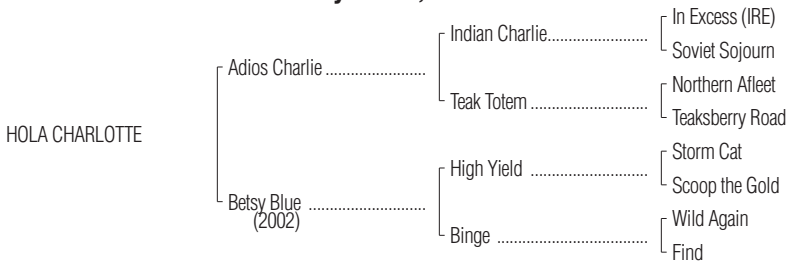 In Excess (IRE)
Indian Charlie
Soviet Sojourn
Adios Charlie
Northern Afleet
Teak Totem
Teaksberry Road
HOLA CHARLOTTE
Storm Cat
High Yield
Scoop the Gold
Betsy Blue
(2002)
Wild Again
Binge
Find